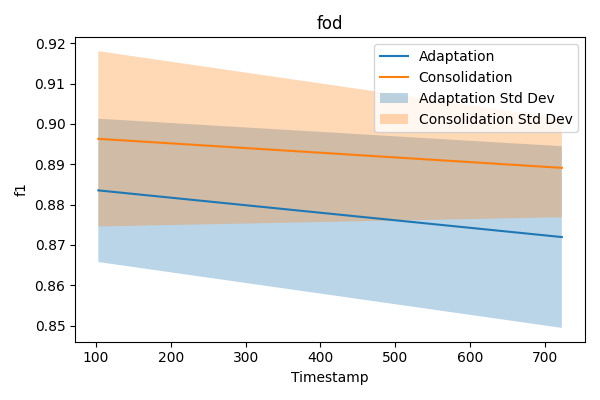 fod
0.92
0.91
0.90
0.89
0.88
0.87
0.86
0.85
f1
100
200
300
400
500
600
700
Timestamp
Adaptation
Consolidation
Adaptation Std Dev
Consolidation Std Dev